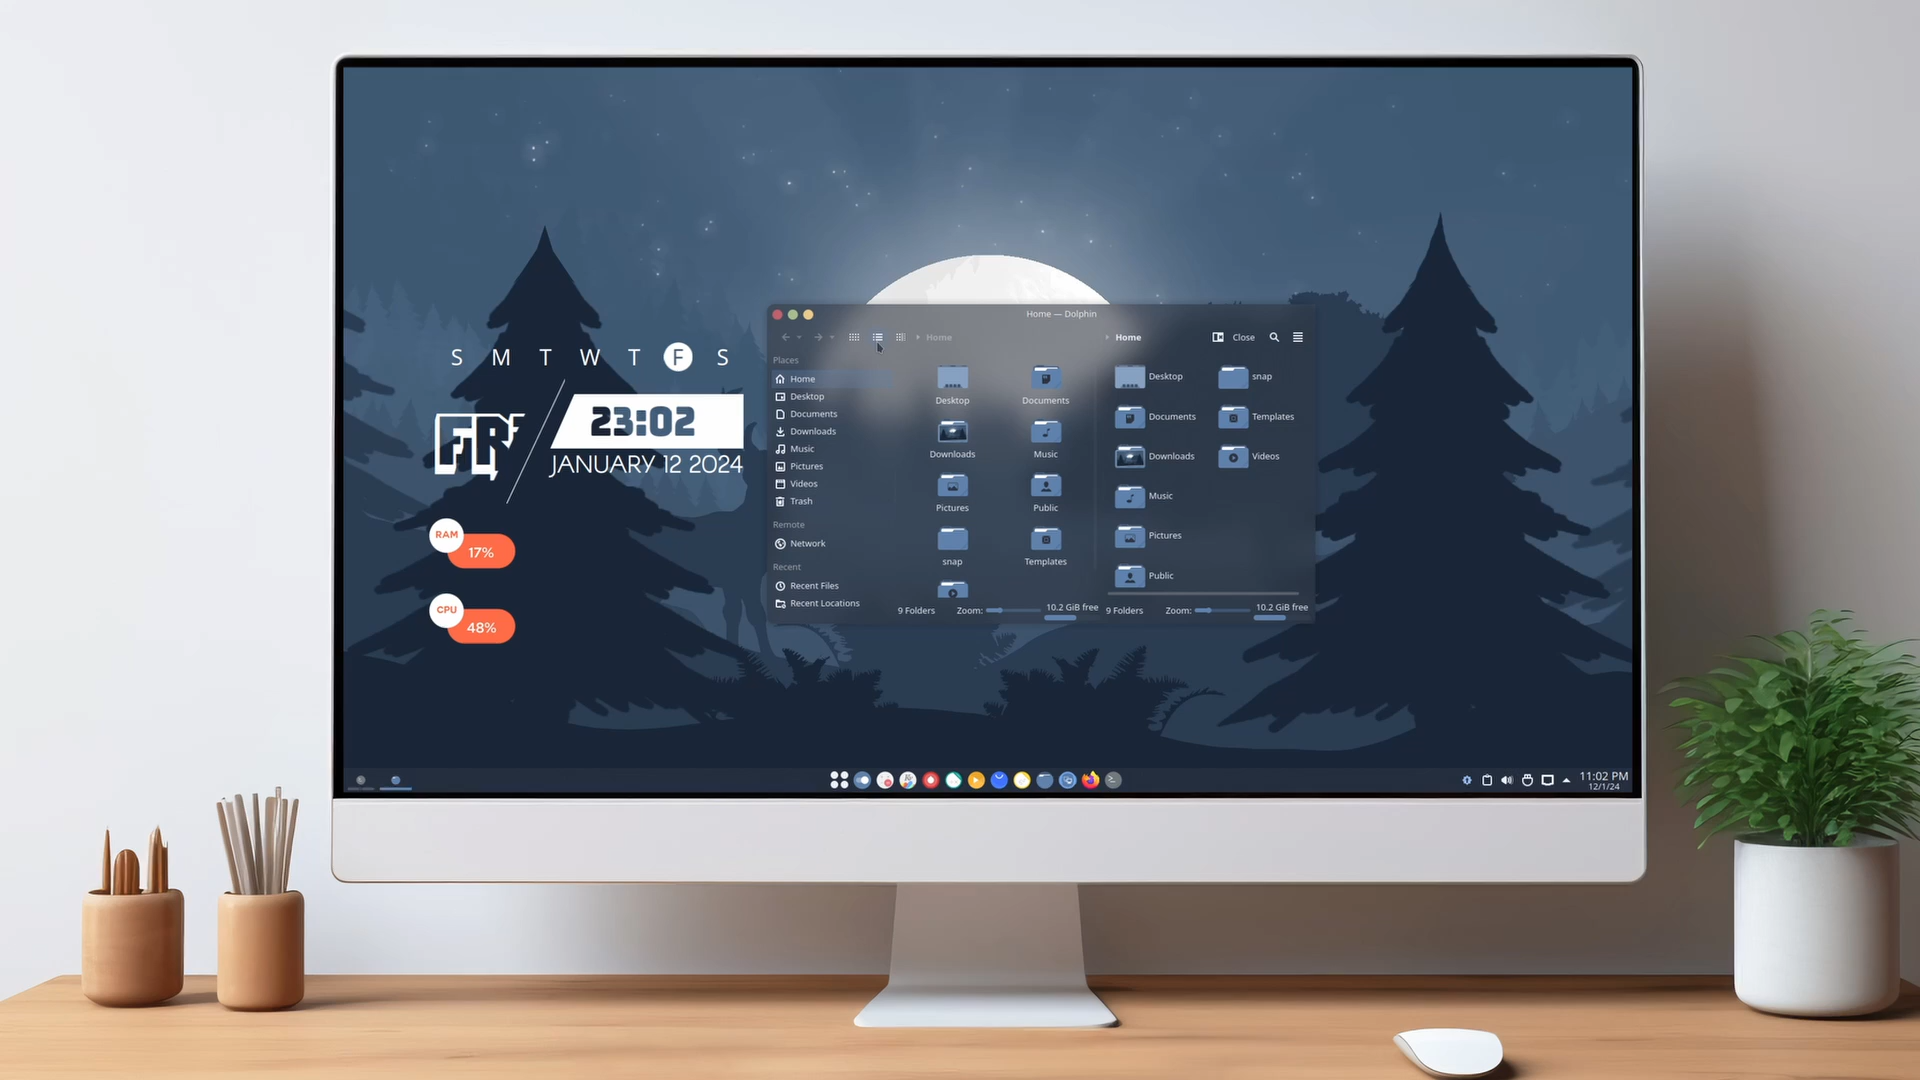 S M T W T F S
FRI
23:02
JANUARY 12 2024
RAM
17%
CPU
48%
Home — Dolphin
Home
Home
Close
Places
Home
Desktop
Documents
Downloads
Music
Pictures
Videos
Trash
Remote
Network
Recent
Recent Files
Recent Locations
Desktop Documents
Downloads Music
Pictures Public
snap Templates
9 Folders Zoom: 10.2 GiB free
Desktop snap
Documents Templates
Downloads Videos
Music
Pictures
Public
9 Folders Zoom: 10.2 GiB free
11:02 PM
12/1/24